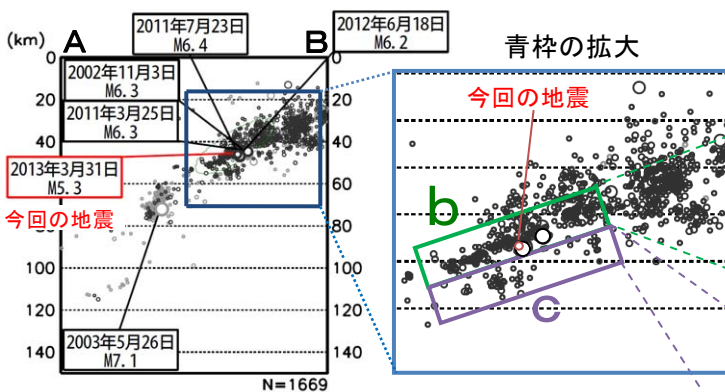 2011年7月23日
M6.4
2012年6月18日
M6.2
(km)
A
B
0
0
2002年11月3日
M6.3
2011年3月25日
M6.3
20
20
40
40
2013年3月31日
M5.3
今回の地震
60
60
80
80
100
100
120
120
2003年5月26日
M7.1
140
140
N=1669
青枠の拡大
今回の地震
b
c